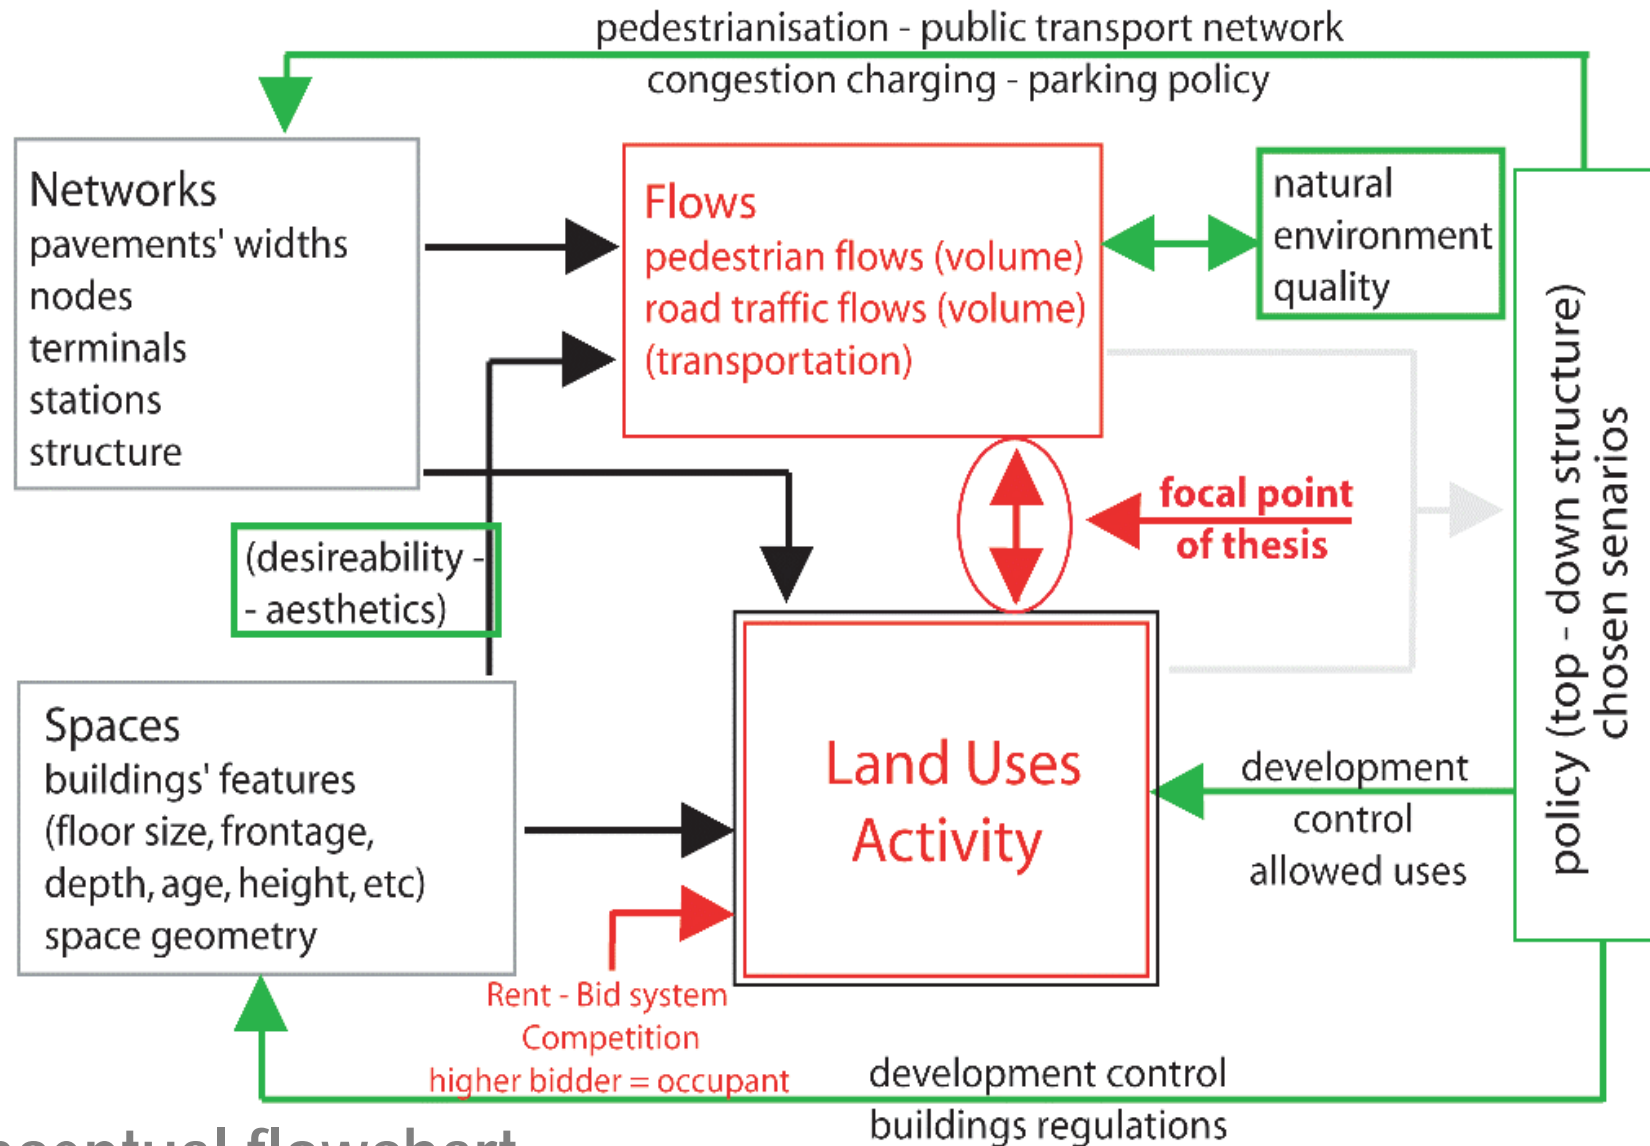 pedestrianisation - public transport network
congestion charging - parking policy
Networks
pavements' widths
nodes
terminals
stations
structure
Flows
pedestrian flows (volume)
road traffic flows (volume)
(transportation)
natural
environment
quality
policy (top - down structure)
chosen senarios
focal point
of thesis
(desireability -
- aesthetics)
Spaces
buildings' features
(floor size, frontage,
depth, age, height, etc)
space geometry
Land Uses
Activity
development
control
allowed uses
Rent - Bid system
Competition
higher bidder = occupant
development control
buildings regulations
flowchart